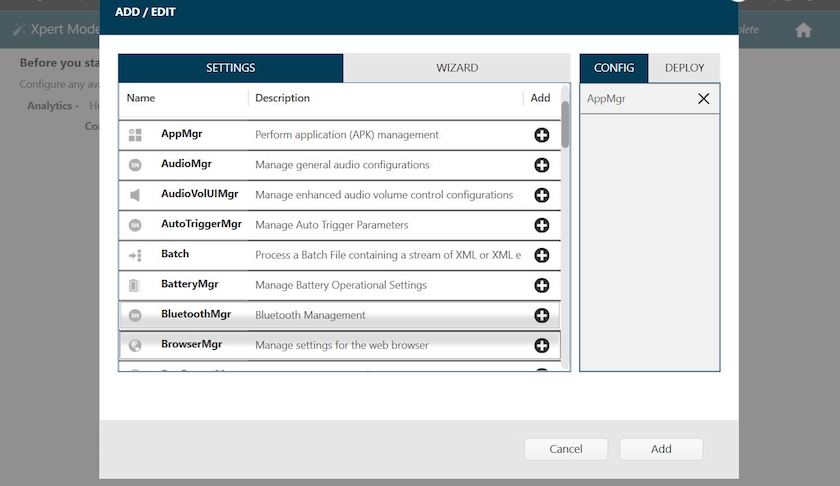 ADD / EDIT
Xpert Mode
plete
Before you sta
Configure any av
Analytics - He
Co
SETTINGS
WIZARD
CONFIG
DEPLOY
Name Description Add
AppMgr
AppMgr Perform application (APK) management
AudioMgr Manage general audio configurations
AudioVolUIMgr Manage enhanced audio volume control configurations
AutoTriggerMgr Manage Auto Trigger Parameters
Batch Process a Batch File containing a stream of XML or XML e
BatteryMgr Manage Battery Operational Settings
BluetoothMgr Bluetooth Management
BrowserMgr Manage settings for the web browser
Cancel
Add